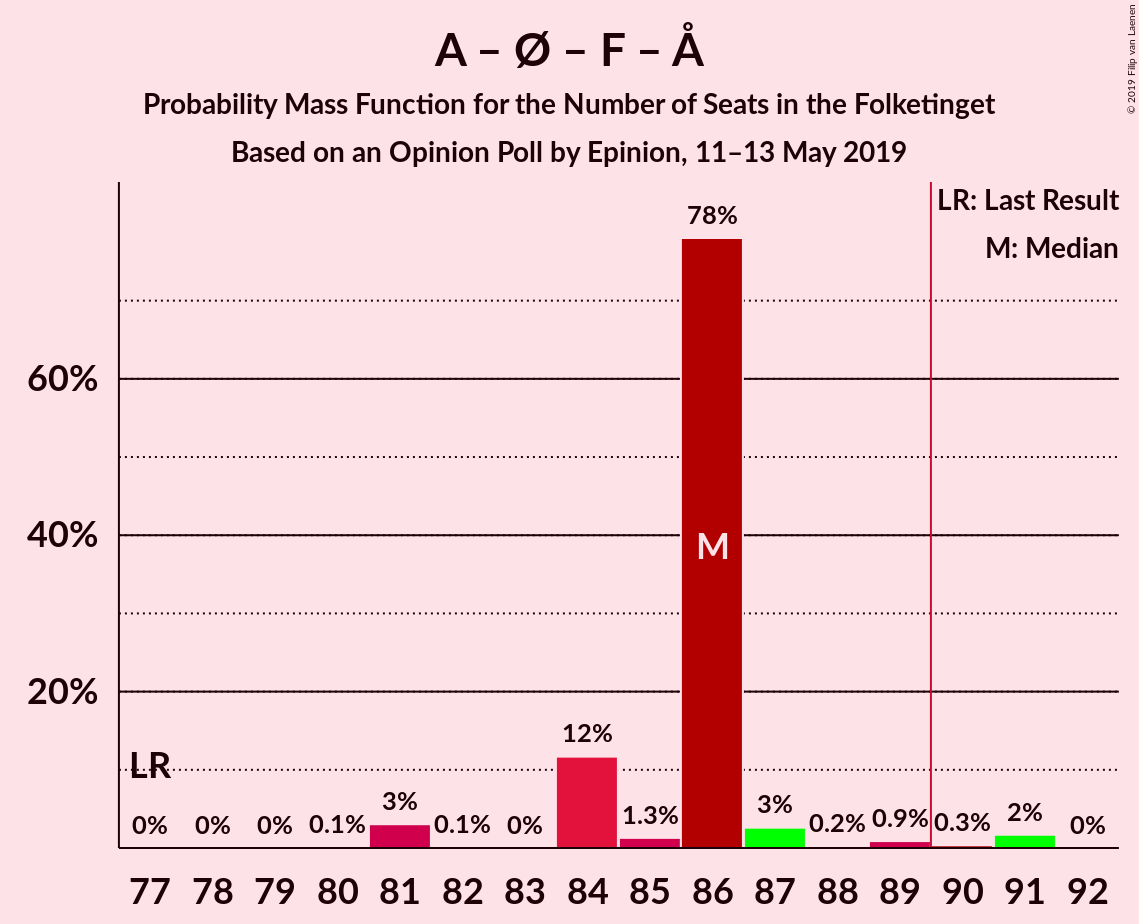 A – Ø – F – Å
Probability Mass Function for the Number of Seats in the Folketinget
Based on an Opinion Poll by Epinion, 11–13 May 2019
© 2019 Filip van Laenen
LR: Last Result
M: Median
78%
60%
40%
20%
M
LR
0% 0% 0% 0.1% 3% 0.1% 0% 12% 1.3% 3% 0.2% 0.9% 0.3% 2% 0%
77 78 79 80 81 82 83 84 85 86 87 88 89 90 91 92